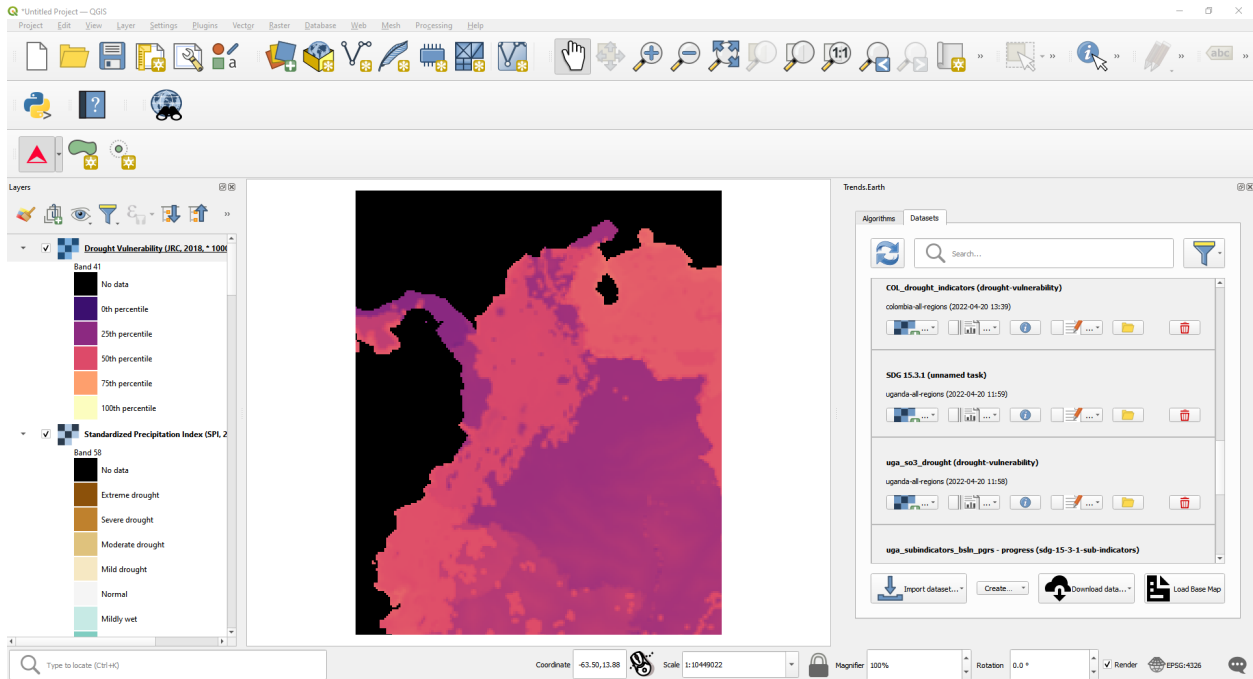 *Untitled Project — QGIS
Project Edit View Layer Settings Plugins Vector Raster Database Web Mesh Processing Help
1:1
abc
a
?
Layers
Trends.Earth
Algorithms Datasets
Search...
Drought Vulnerability (JRC, 2018, * 100
Band 41
No data
0th percentile
25th percentile
50th percentile
75th percentile
100th percentile
Standardized Precipitation Index (SPI, 2
Band 58
No data
Extreme drought
Severe drought
Moderate drought
Mild drought
Normal
Mildly wet
COL_drought_indicators (drought-vulnerability)
colombia-all-regions (2022-04-20 13:39)
... ... ...
SDG 15.3.1 (unnamed task)
uganda-all-regions (2022-04-20 11:59)
... ... ...
uga_so3_drought (drought-vulnerability)
uganda-all-regions (2022-04-20 11:58)
... ... ...
uga_subindicators_bsln_pgrs - progress (sdg-15-3-1-sub-indicators)
Import dataset... Create... Download data... Load Base Map
Type to locate (Ctrl+K)
Coordinate -63.50,13.88 Scale 1:10449022 Magnifier 100% Rotation 0.0 ° Render EPSG:4326